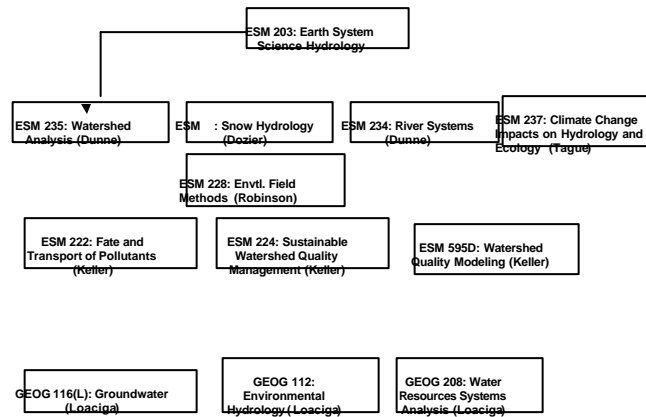 ESM 203: Earth System
Science Hydrology
ESM 235: Watershed
Analysis (Dunne)
ESM : Snow Hydrology
(Dozier)
ESM 234: River Systems
(Dunne)
ESM 237: Climate Change
Impacts on Hydrology and
Ecology (Tague)
ESM 228: Envtl. Field
Methods (Robinson)
ESM 222: Fate and
Transport of Pollutants
(Keller)
ESM 224: Sustainable
Watershed Quality
Management (Keller)
ESM 595D: Watershed
Quality Modeling (Keller)
GEOG 116(L): Groundwater
(Loaciga)
GEOG 112:
Environmental
Hydrology (Loaciga)
GEOG 208: Water
Resources Systems
Analysis (Loaciga)